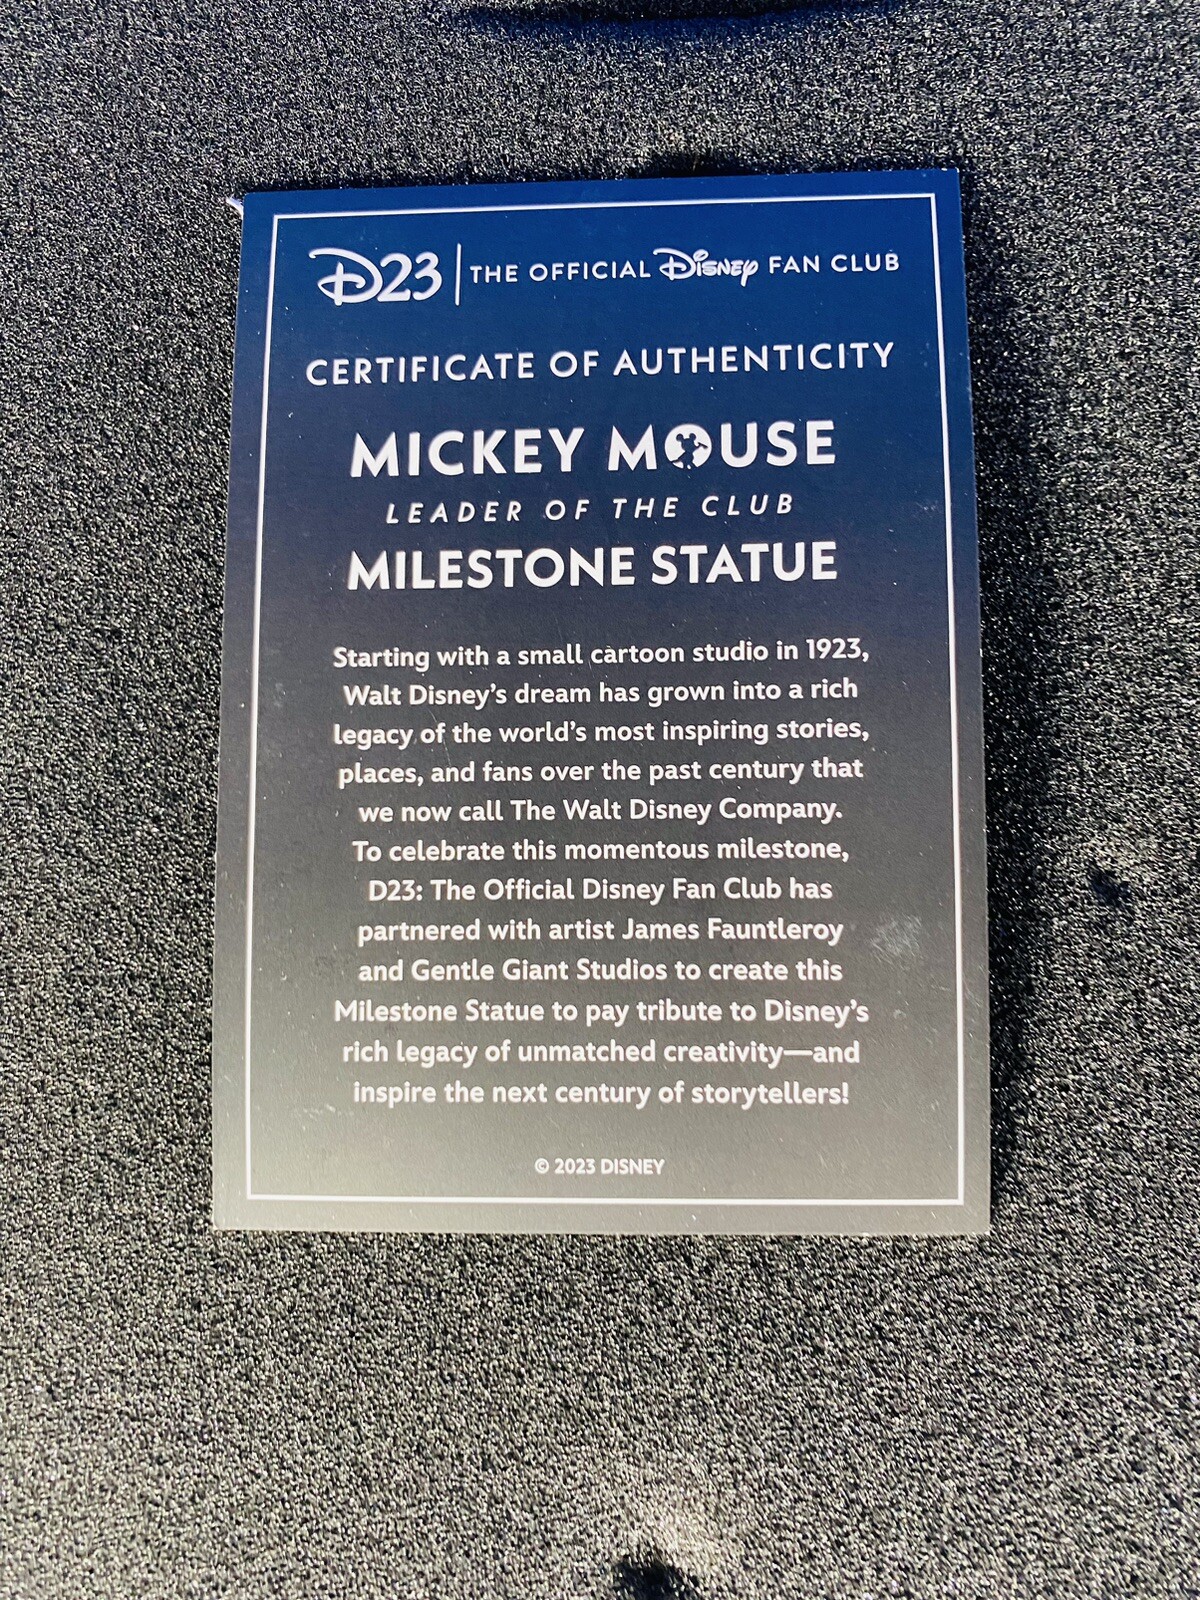 D23 | THE OFFICIAL Disney FAN CLUB
CERTIFICATE OF AUTHENTICITY
MICKEY MOUSE
LEADER OF THE CLUB
MILESTONE STATUE
Starting with a small cartoon studio in 1923,
Walt Disney's dream has grown into a rich
legacy of the world's most inspiring stories,
places, and fans over the past century that
we now call The Walt Disney Company.
To celebrate this momentous milestone,
D23: The Official Disney Fan Club has
partnered with artist James Fauntleroy
and Gentle Giant Studios to create this
Milestone Statue to pay tribute to Disney's
rich legacy of unmatched creativity—and
inspire the next century of storytellers!
© 2023 DISNEY